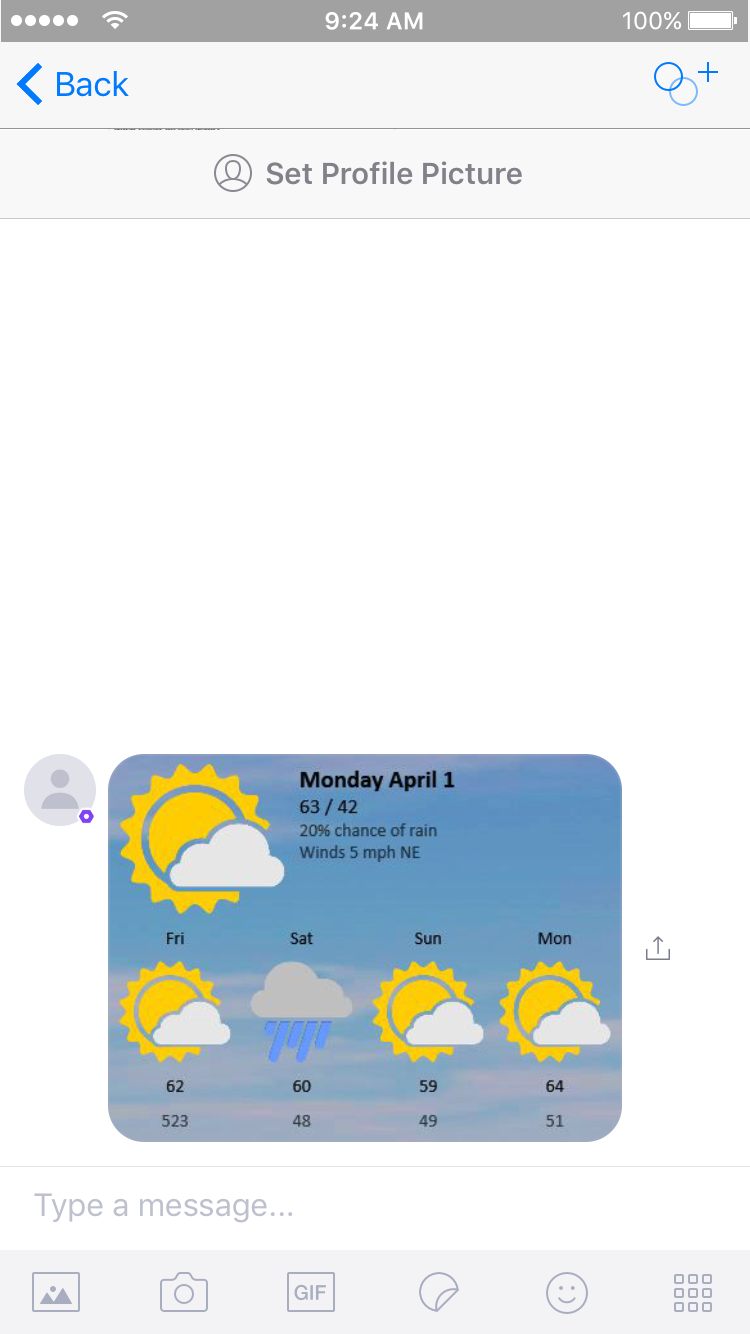 9:24 AM 100%
Back
Set Profile Picture
Monday April 1
63 / 42
20% chance of rain
Winds 5 mph NE
Fri Sat Sun Mon
62 60 59 64
523 48 49 51
Type a message...
GIF